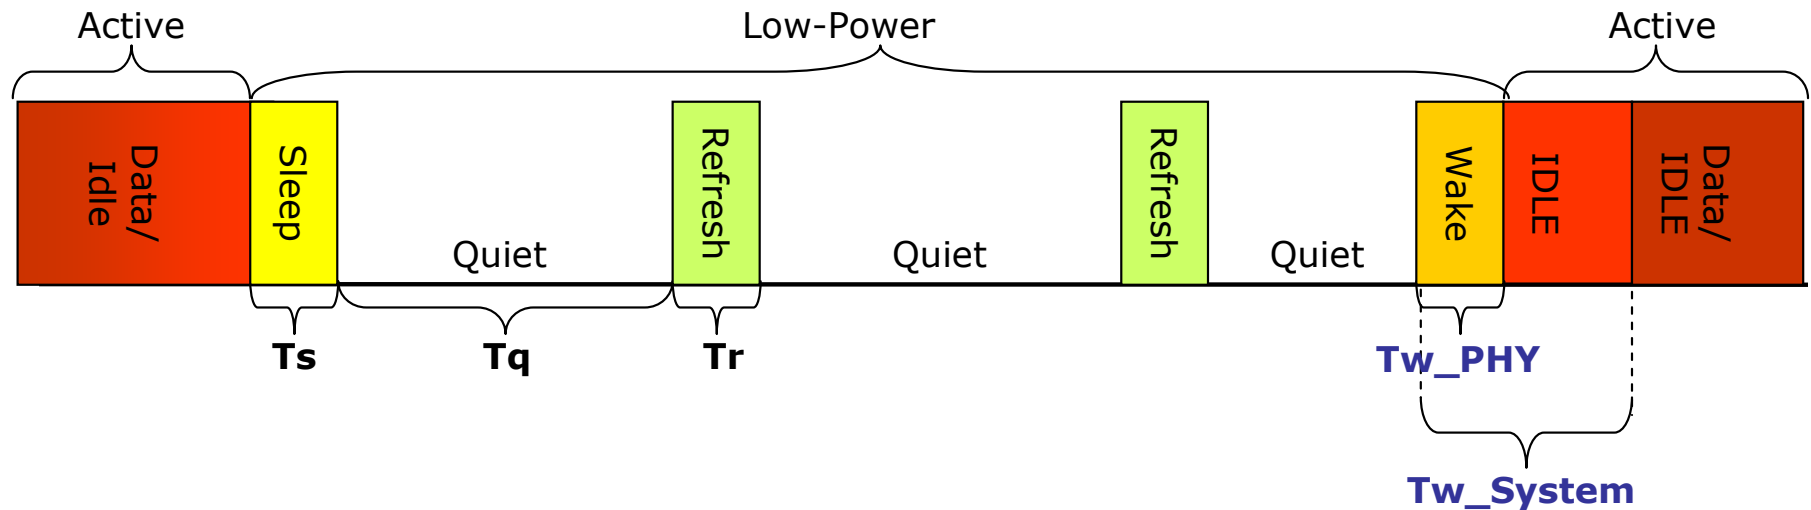 Active
Low-Power
Active
Data/
Idle
Sleep
Quiet
Refresh
Quiet
Refresh
Quiet
Wake
IDLE
Data/
IDLE
Ts
Tq
Tr
Tw_PHY
Tw_System